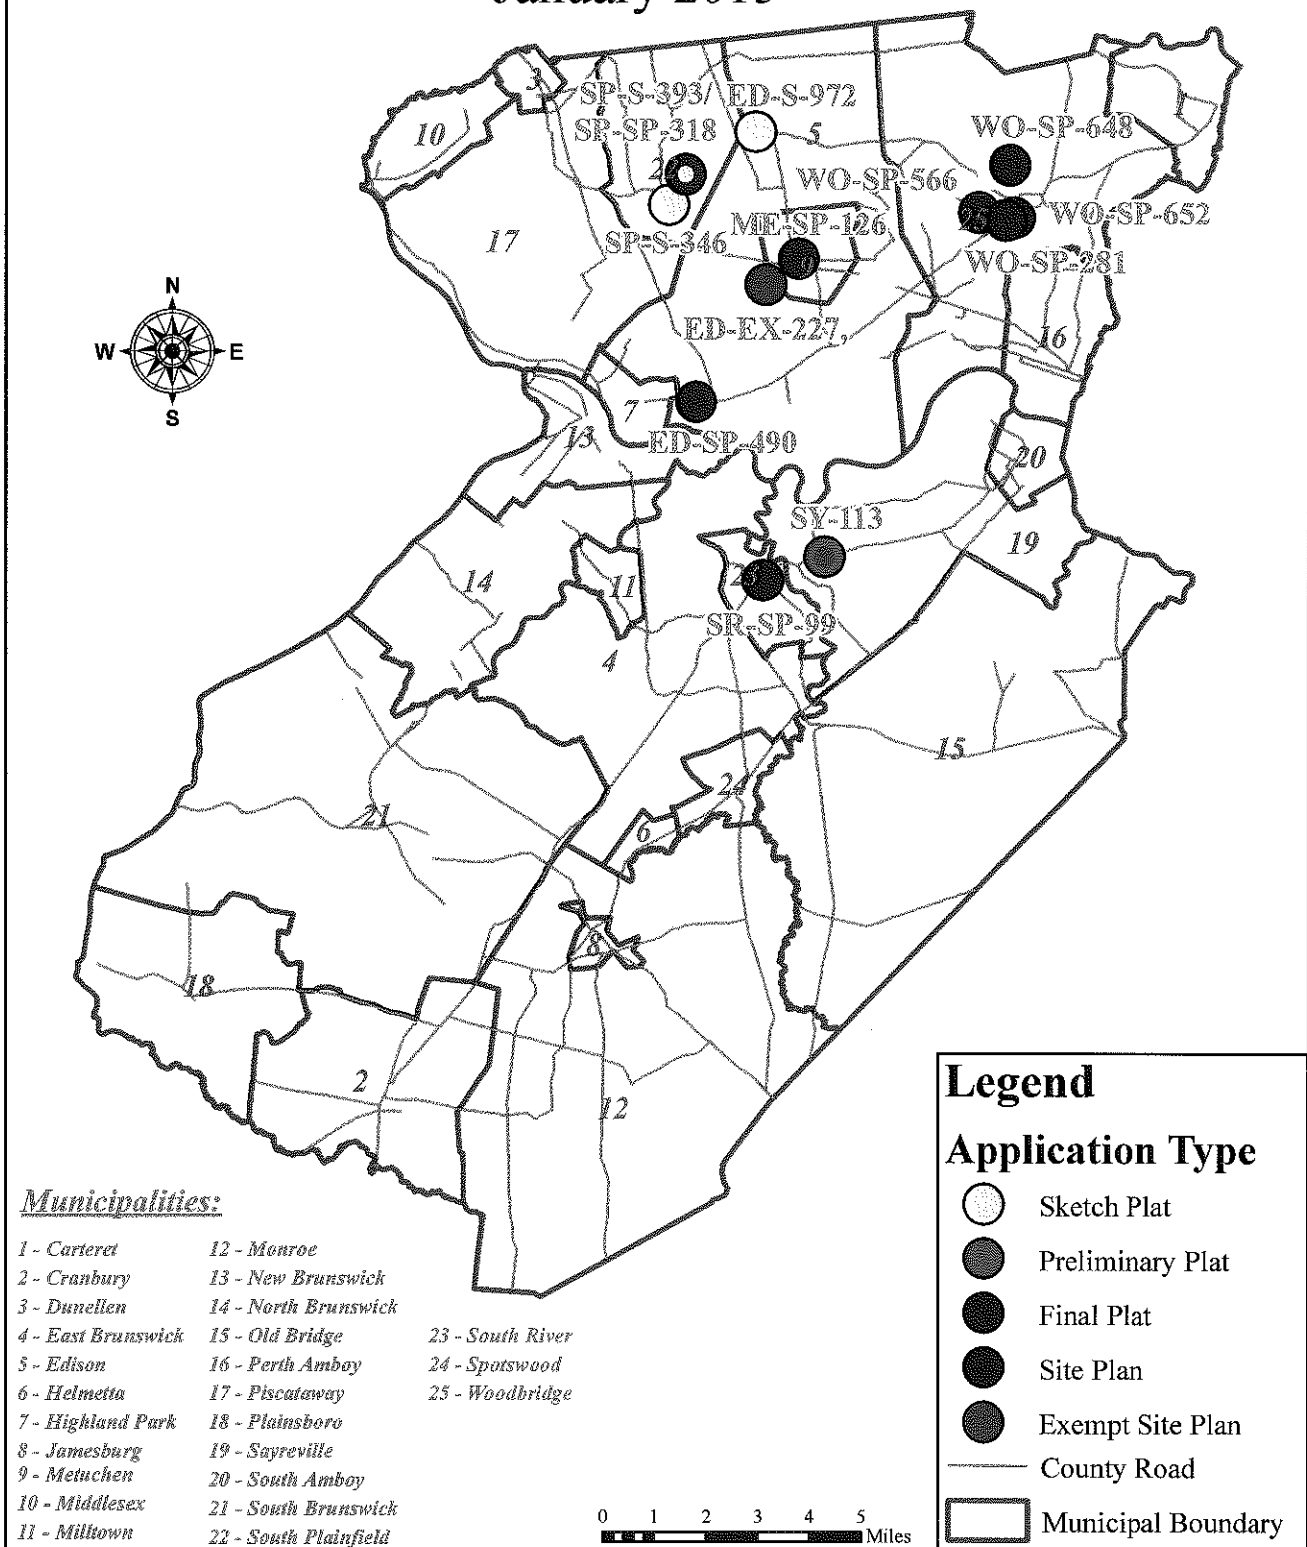 January 2015
SP-S-393/
SP-SP-318
ED-S-972
WO-SP-648
WO-SP-566
WO-SP-652
ME-SP-126
SP-S-346
WO-SP-281
ED-EX-227,
ED-SP-490
SY-113
SR-SP-99
3
10
5
17
16
7
13
20
19
14
11
4
15
24
21
6
8
18
2
12
N
W E
S
Legend
Application Type
Sketch Plat
Preliminary Plat
Final Plat
Site Plan
Exempt Site Plan
County Road
Municipal Boundary
Municipalities:
1 - Carteret
2 - Cranbury
3 - Dunellen
4 - East Brunswick
5 - Edison
6 - Helmetta
7 - Highland Park
8 - Jamesburg
9 - Metuchen
10 - Middlesex
11 - Milltown
12 - Monroe
13 - New Brunswick
14 - North Brunswick
15 - Old Bridge
16 - Perth Amboy
17 - Piscataway
18 - Plainsboro
19 - Sayreville
20 - South Amboy
21 - South Brunswick
22 - South Plainfield
23 - South River
24 - Spotswood
25 - Woodbridge
0 1 2 3 4 5
Miles